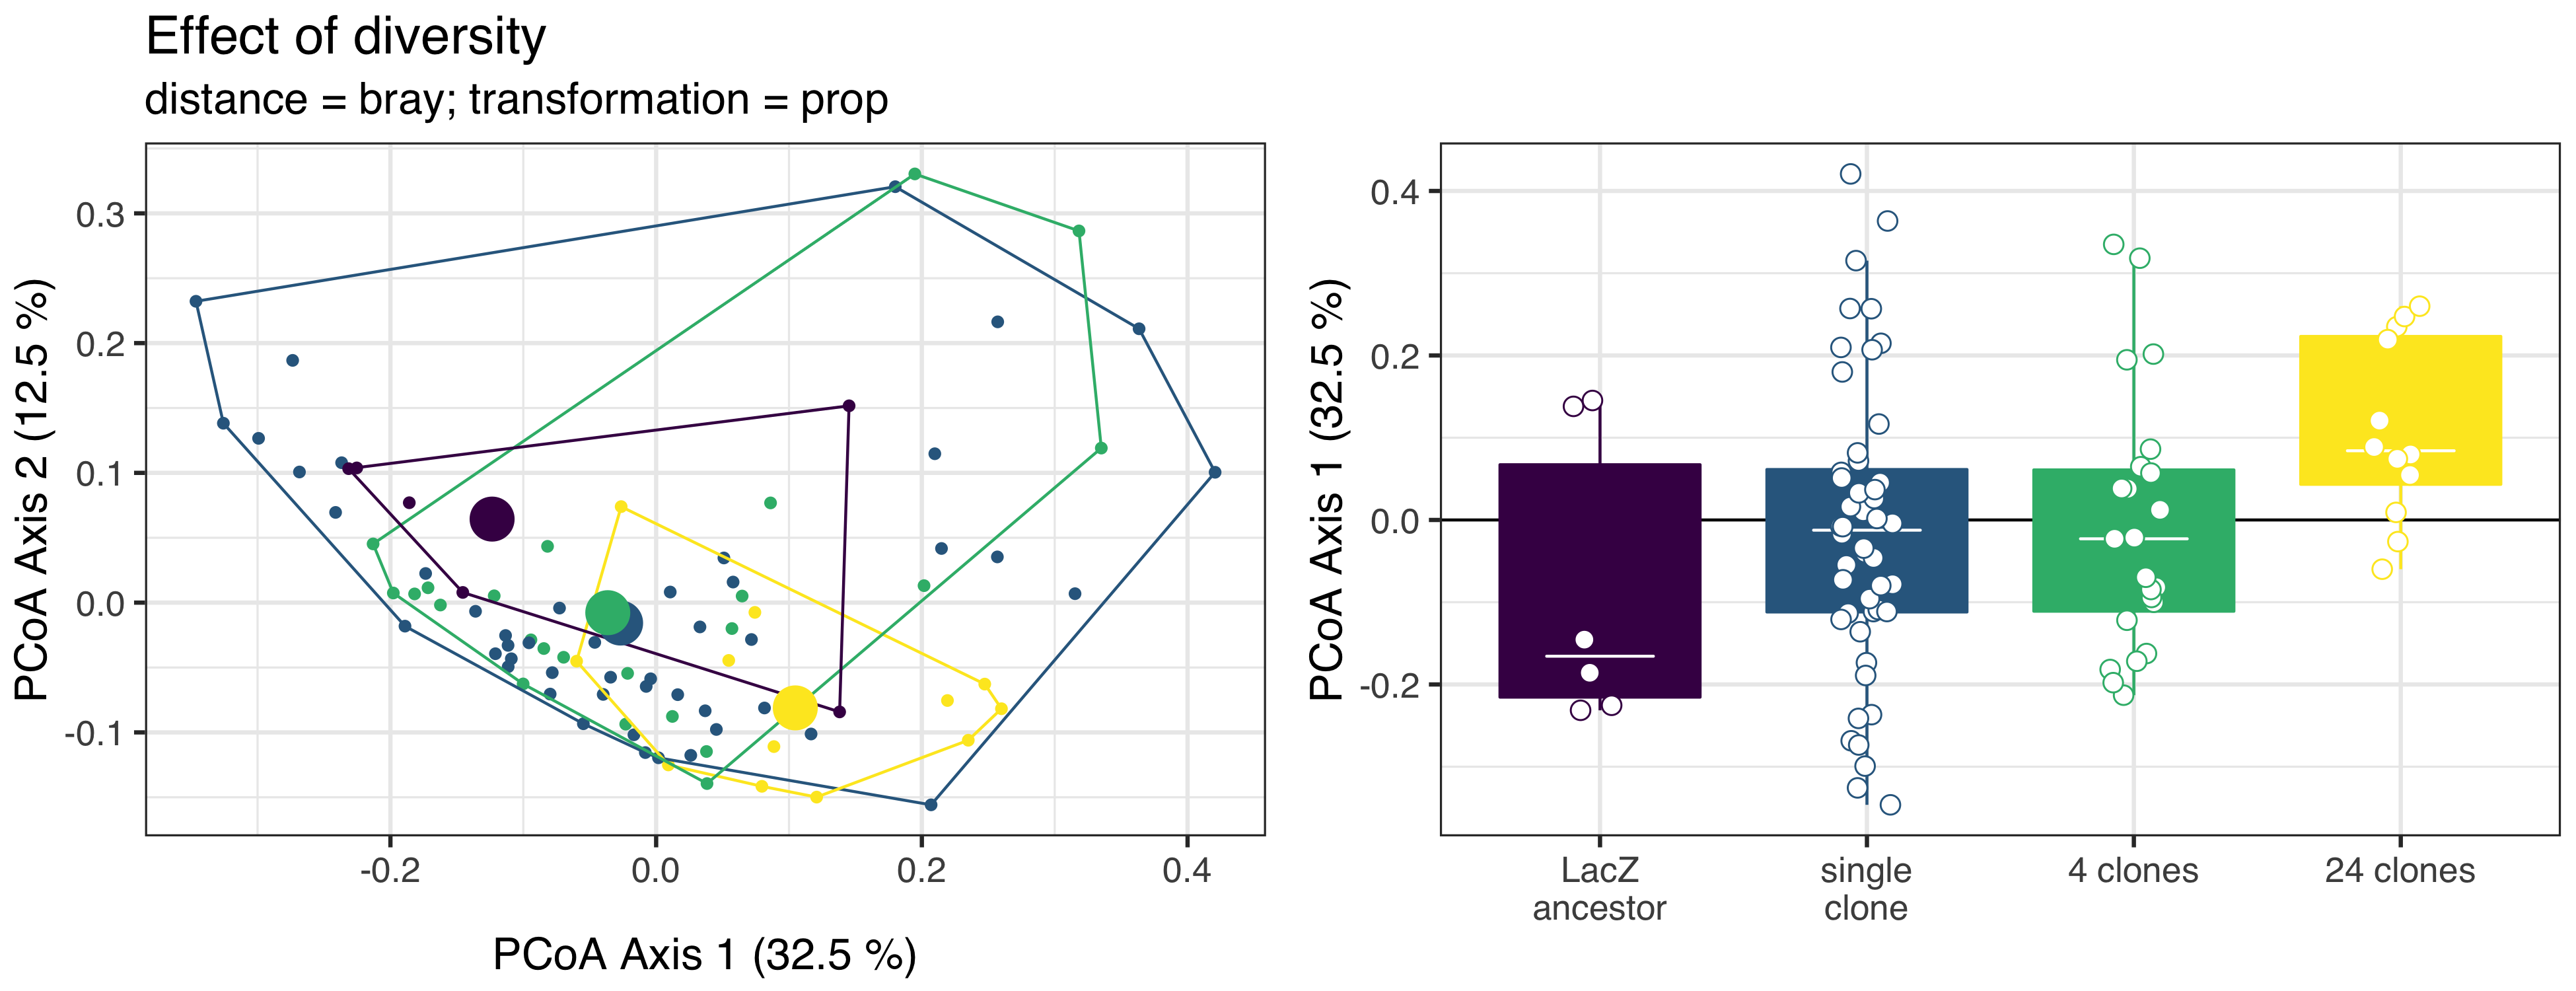 Effect of diversity
distance = bray; transformation = prop
PCoA Axis 2 (12.5 %)
0.3
0.2
0.1
0.0
-0.1
-0.2
0.0
0.2
0.4
PCoA Axis 1 (32.5 %)
PCoA Axis 1 (32.5 %)
0.4
0.2
0.0
-0.2
LacZ
ancestor
single
clone
4 clones
24 clones